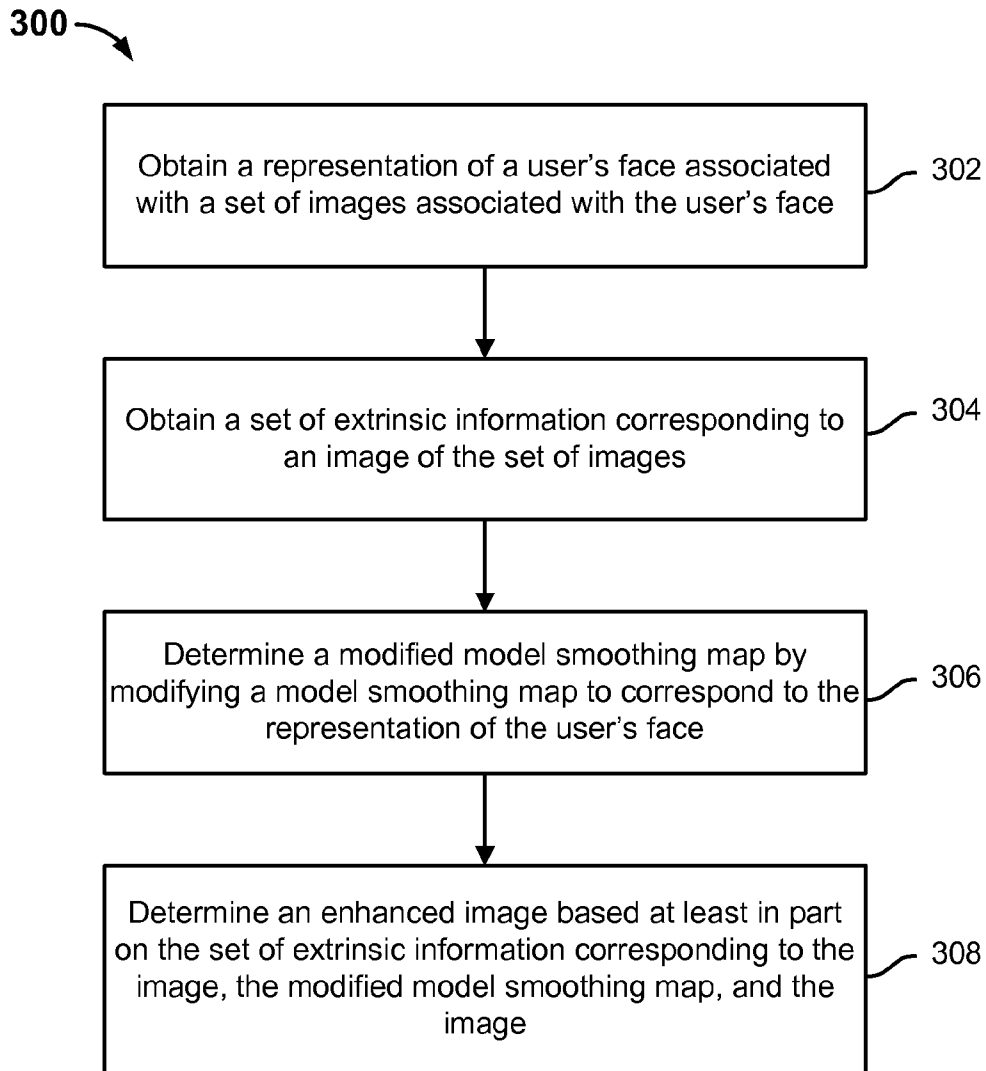 300
Obtain a representation of a user's face associated
with a set of images associated with the user's face
302
Obtain a set of extrinsic information corresponding to
an image of the set of images
304
Determine a modified model smoothing map by
modifying a model smoothing map to correspond to the
representation of the user's face
306
Determine an enhanced image based at least in part
on the set of extrinsic information corresponding to the
image, the modified model smoothing map, and the
image
308